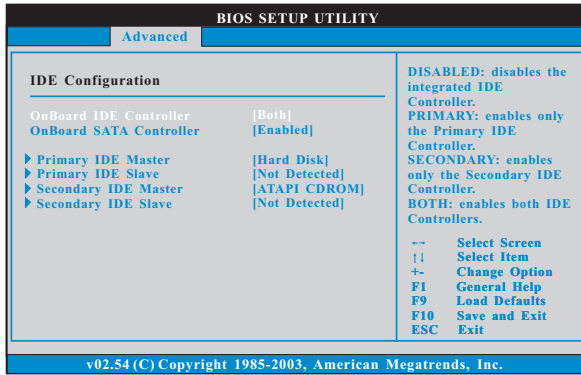 BIOS SETUP UTILITY
Advanced
IDE Configuration
OnBoard IDE Controller [Both]
OnBoard SATA Controller [Enabled]
Primary IDE Master [Hard Disk]
Primary IDE Slave [Not Detected]
Secondary IDE Master [ATAPI CDROM]
Secondary IDE Slave [Not Detected]
DISABLED: disables the
integrated IDE
Controller.
PRIMARY: enables only
the Primary IDE
Controller.
SECONDARY: enables
only the Secondary IDE
Controller.
BOTH: enables both IDE
Controllers.
←→ Select Screen
↑↓ Select Item
+- Change Option
F1 General Help
F9 Load Defaults
F10 Save and Exit
ESC Exit
v02.54 (C) Copyright 1985-2003, American Megatrends, Inc.